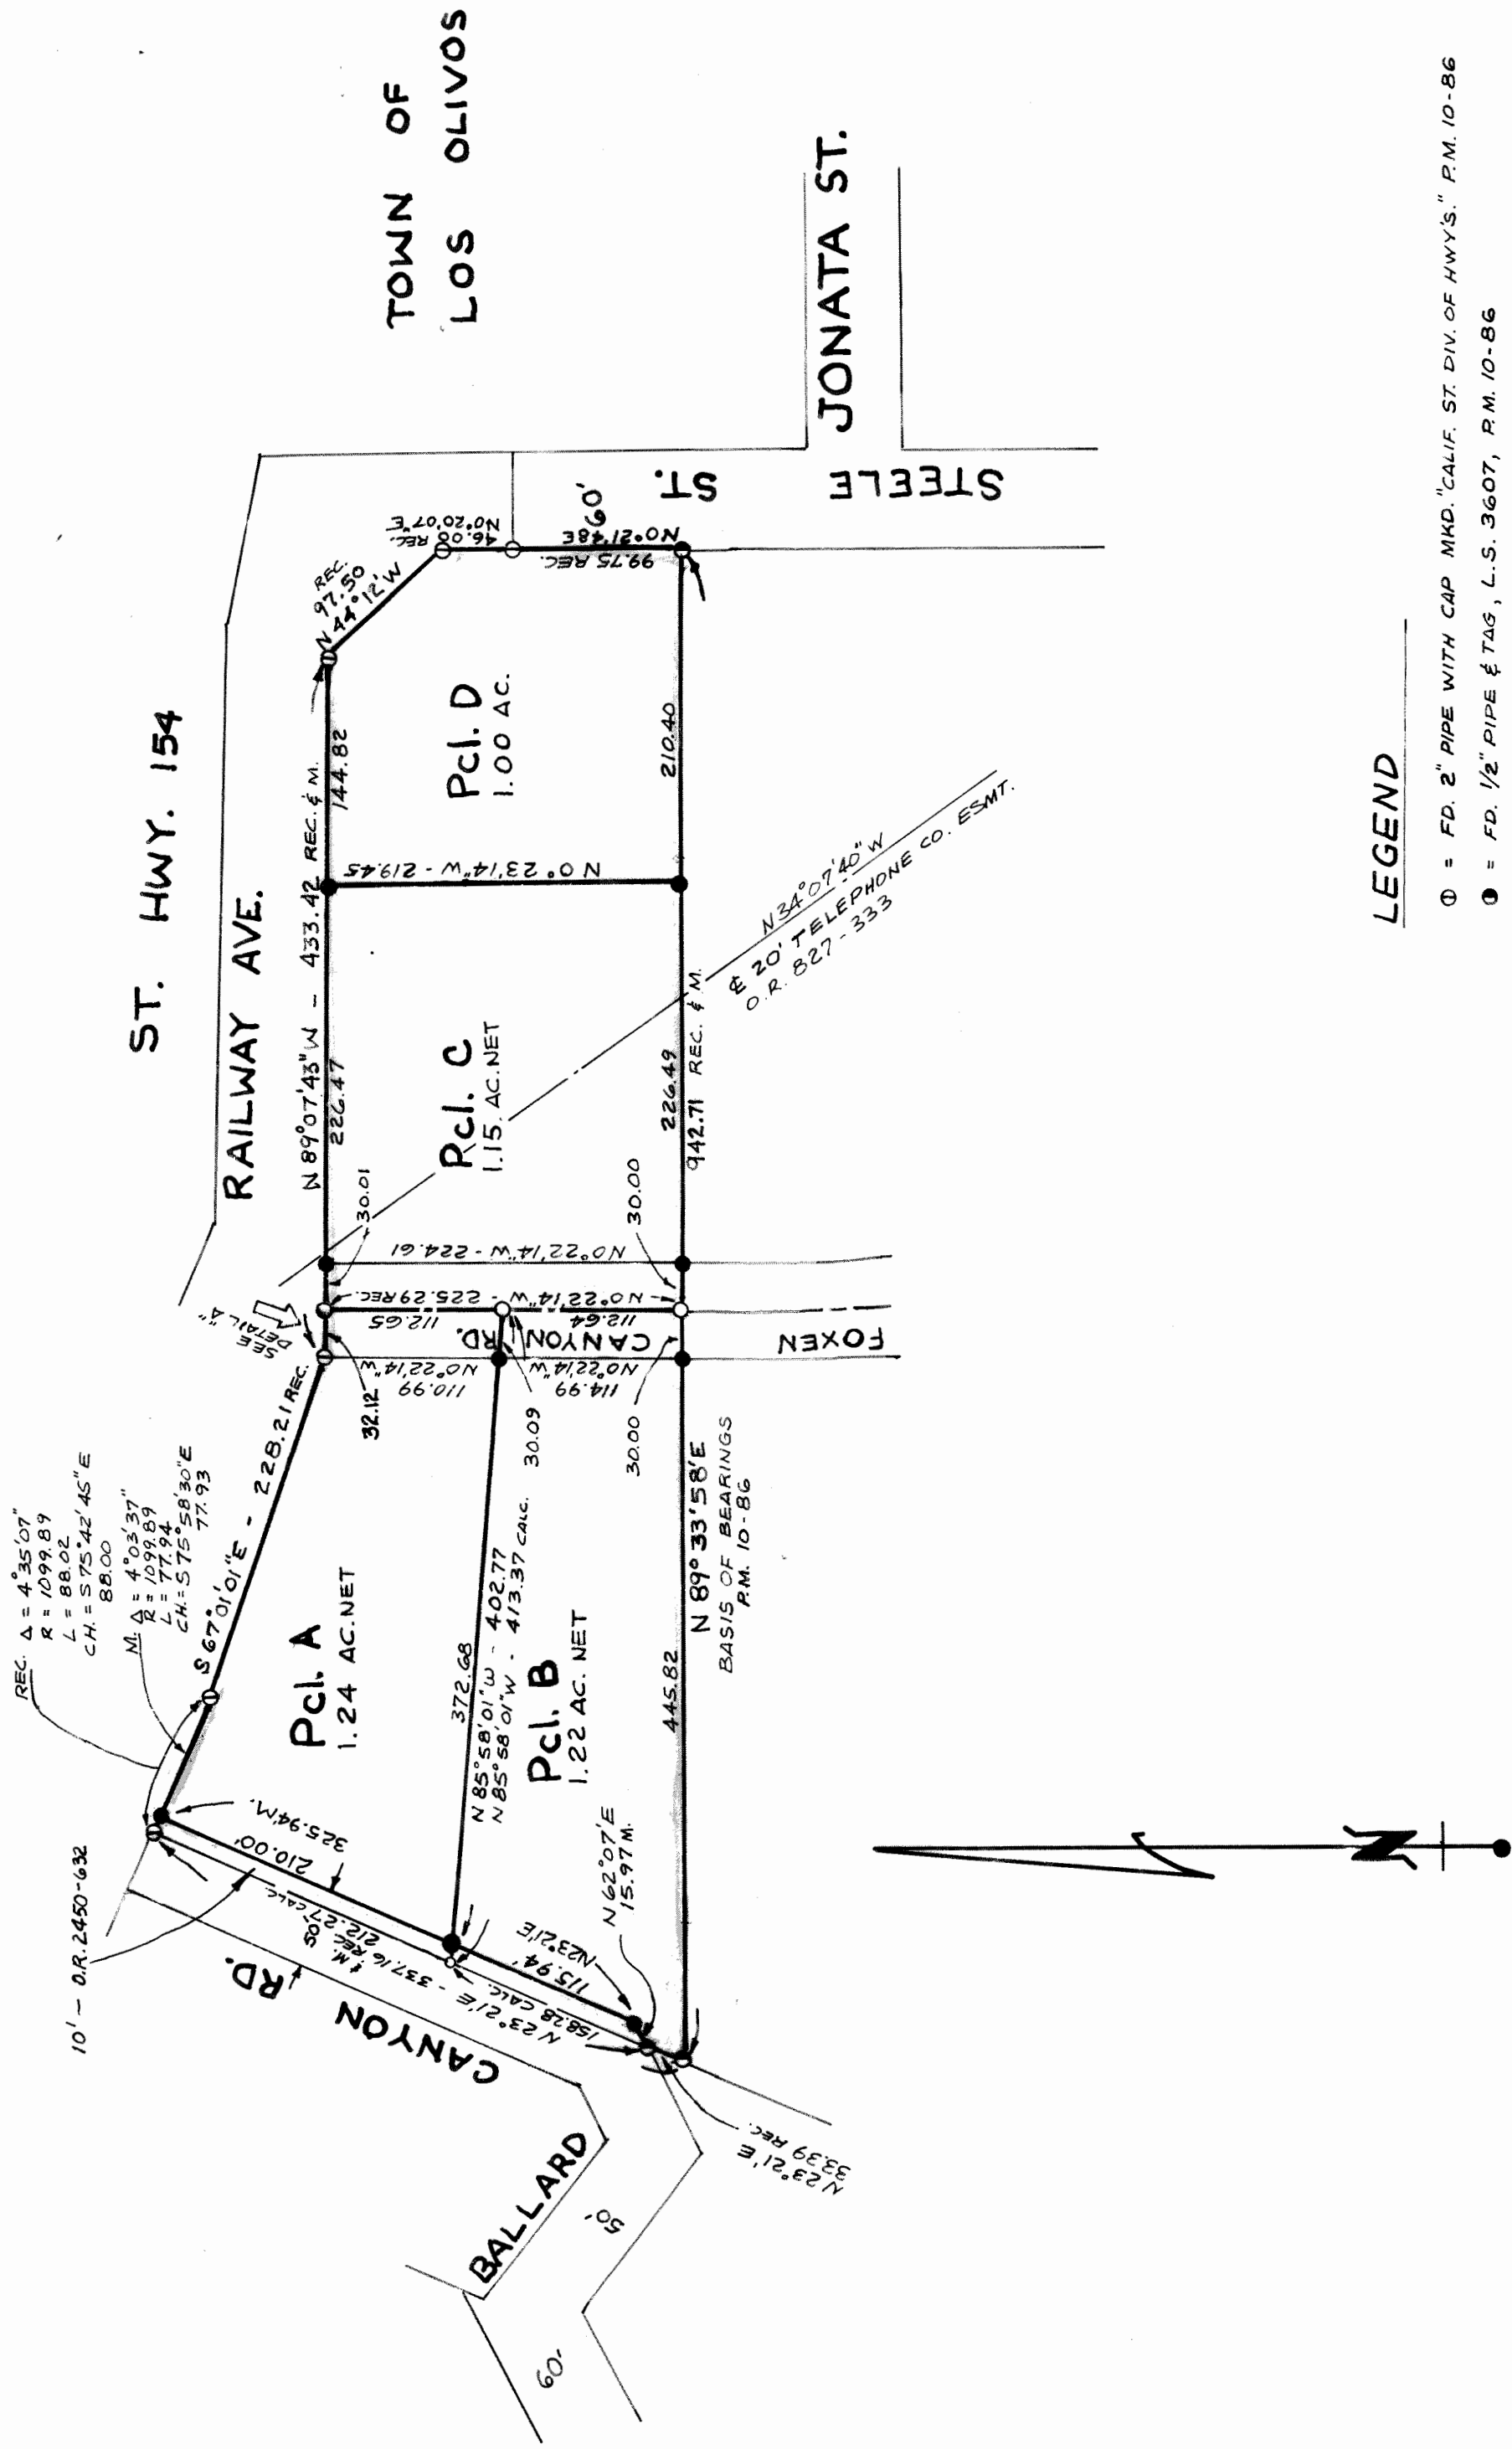 TOWN OF
LOS OLIVOS
ST. HWY. 154
RAILWAY AVE.
JONATA ST.
STEELE ST.
60'
REC.
97.50
N 44°12'W
46.00 REC.
N0°20'07"E
N0°21'48E
99.75 REC.
N 89°07'43"W - 433.42 REC. & M.
144.82
226.47
Pcl. D
1.00 AC.
210.40
N 0° 23'14"W - 219.45
Pcl. C
1.15. AC.NET
226.49
942.71 REC. & M.
N34°07'40"W
℄ 20' TELEPHONE CO. ESMT.
O.R. 827-333
30.01
30.00
N0°22'14"W - 224.61
N0°22'14"W - 225.29 REC.
112.65
112.64
FOXEN CANYON RD.
SEE
DETAIL "A"
N0°22'14"W
110.99
N0°22'14"W
114.99
32.12
30.09
30.00
S 67°01'01"E - 228.21 REC.
REC. Δ = 4°35'07"
R = 1099.89
L = 88.02
CH. = S75°42'45"E
88.00
M. Δ = 4°03'37"
R = 1099.89
L = 77.94
CH. = S75°58'30"E
77.93
Pcl. A
1.24 AC.NET
372.68
N 85°58'01"W - 402.77
N85°58'01"W - 413.37 CALC.
Pcl. B
1.22 AC. NET
445.82
N 89°33'58'E
BASIS OF BEARINGS
P.M. 10-86
10' - O.R. 2450-632
325.94'M.
210.00'
212.27 CALC.
50'
N 23°21'E - 337.16 REC. & M.
158.28 CALC.
115.94'
N23°21'E
N 62°07'E
15.97 M.
BALLARD CANYON RD.
N 23°21'E
33.39 REC.
50'
60'
N
LEGEND
= FD. 2" PIPE WITH CAP MKD. "CALIF. ST. DIV. OF HWY'S." P.M. 10-86
= FD. 1/2" PIPE & TAG, L.S. 3607, P.M. 10-86